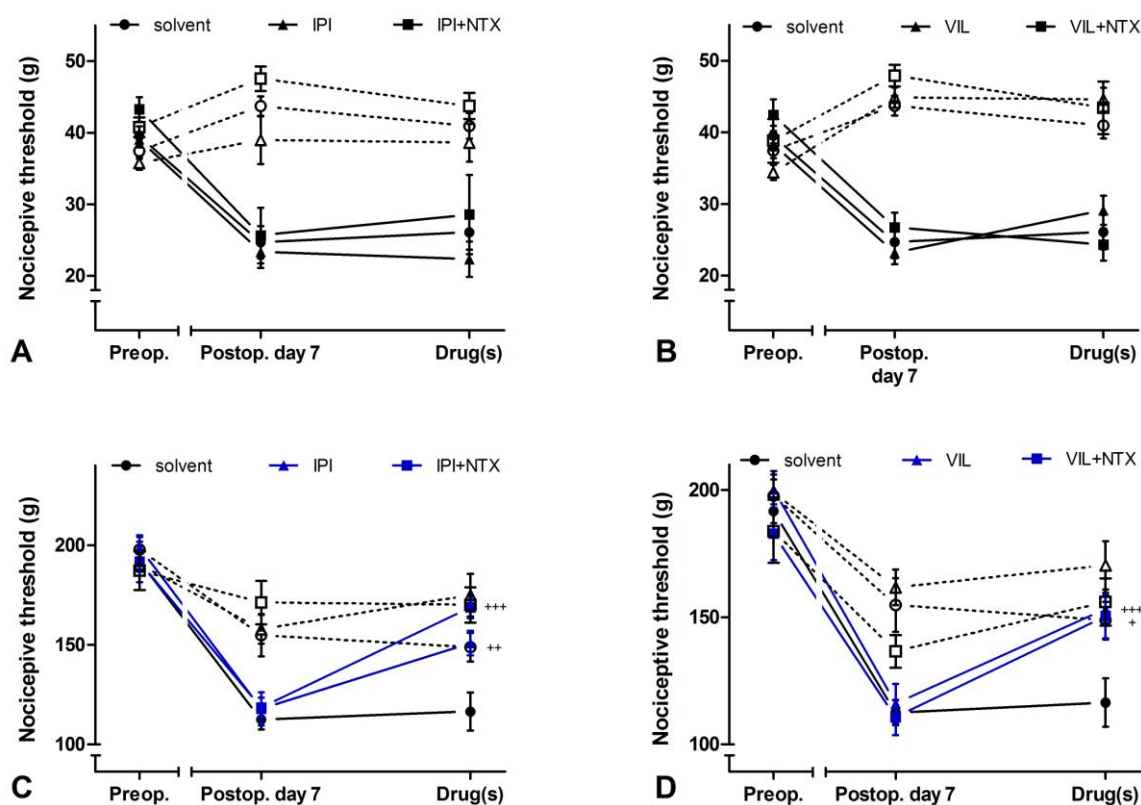 solvent IPI IPI+NTX
Nocicepive threshold (g)
50
40
30
20
Preop. Postop. day 7 Drug(s)
A
solvent VIL VIL+NTX
Nocicepive threshold (g)
50
40
30
20
Preop. Postop. Drug(s)
day 7
B
solvent IPI IPI+NTX
Nocicepive threshold (g)
200
150
100
+++
++
Preop. Postop. day 7 Drug(s)
C
solvent VIL VIL+NTX
Nociceptive threshold (g)
200
150
100
+++
+
Preop. Postop. day 7 Drug(s)
D